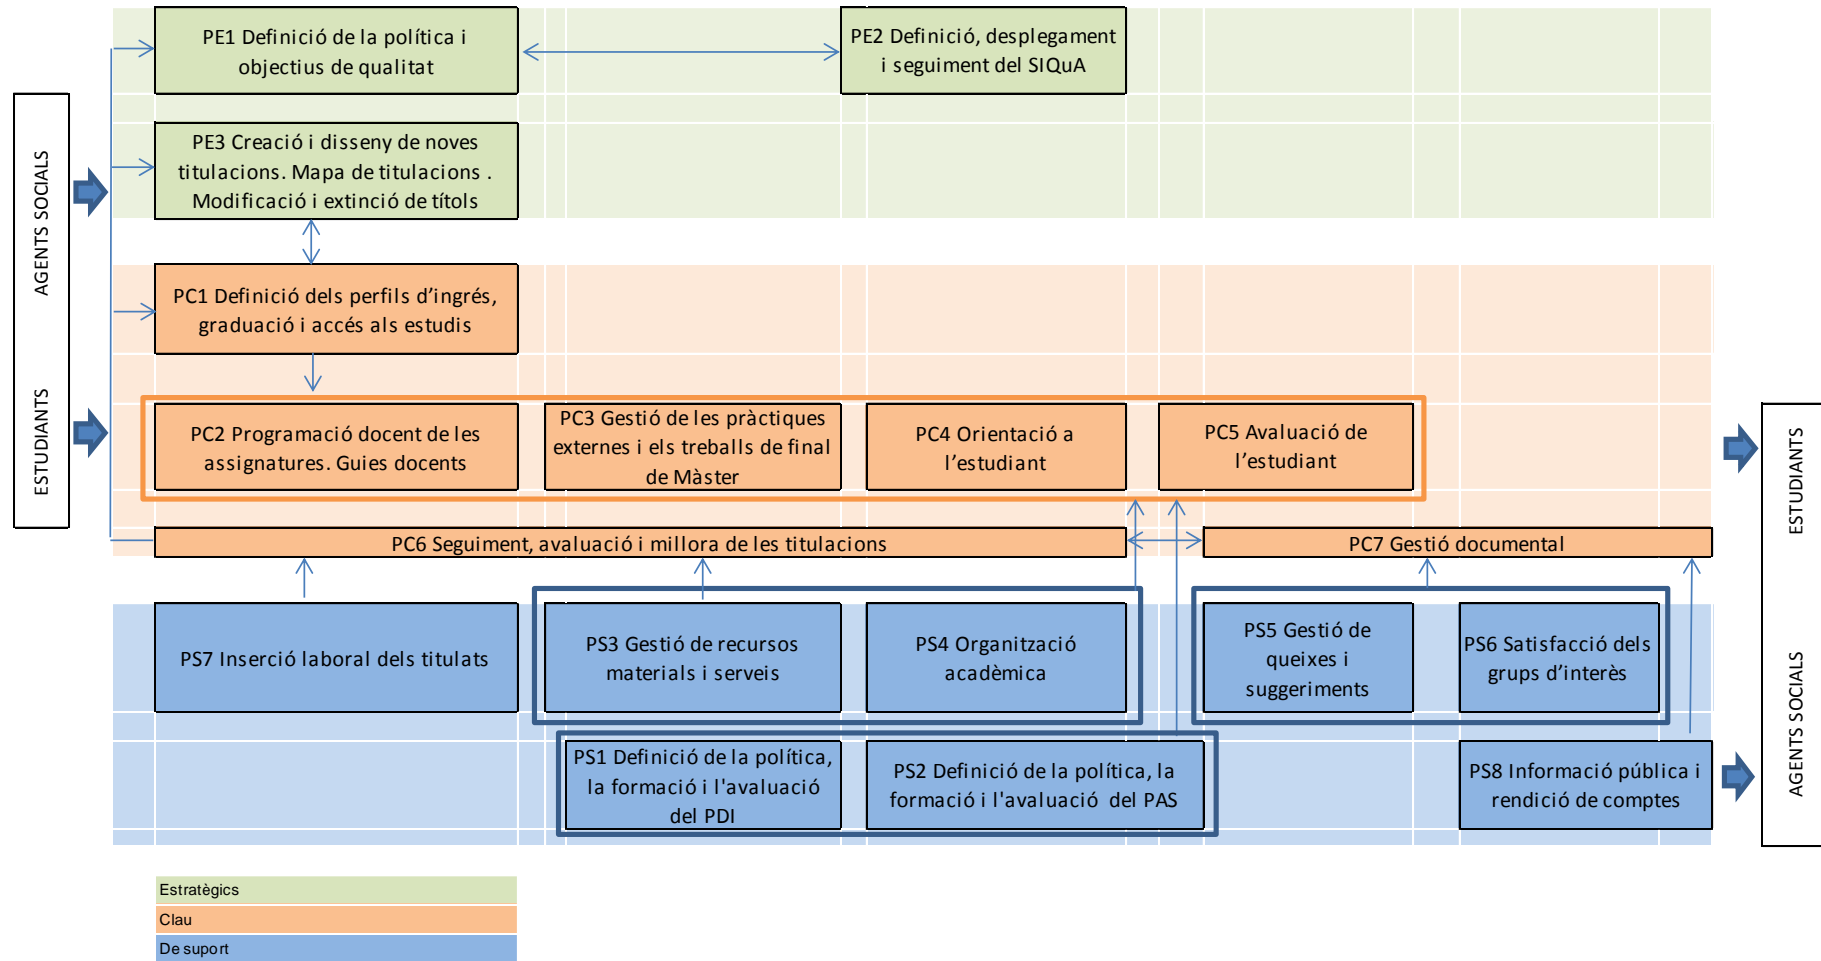 PE1 Definició de la política i
objectius de qualitat
PE2 Definició, desplegament
i seguiment del SIQuA
PE3 Creació i disseny de noves
titulacions. Mapa de titulacions .
Modificació i extinció de títols
AGENTS SOCIALS
ESTUDIANTS
PC1 Definició dels perfils d’ingrés,
graduació i accés als estudis
PC2 Programació docent de les
assignatures. Guies docents
PC3 Gestió de les pràctiques
externes i els treballs de final
de Màster
PC4 Orientació a
l’estudiant
PC5 Avaluació de
l’estudiant
PC6 Seguiment, avaluació i millora de les titulacions
PC7 Gestió documental
ESTUDIANTS
AGENTS SOCIALS
PS7 Inserció laboral dels titulats
PS3 Gestió de recursos
materials i serveis
PS4 Organització
acadèmica
PS5 Gestió de
queixes i
suggeriments
PS6 Satisfacció dels
grups d’interès
PS1 Definició de la política,
la formació i l'avaluació
del PDI
PS2 Definició de la política, la
formació i l'avaluació del PAS
PS8 Informació pública i
rendició de comptes
Estratègics
Clau
De suport